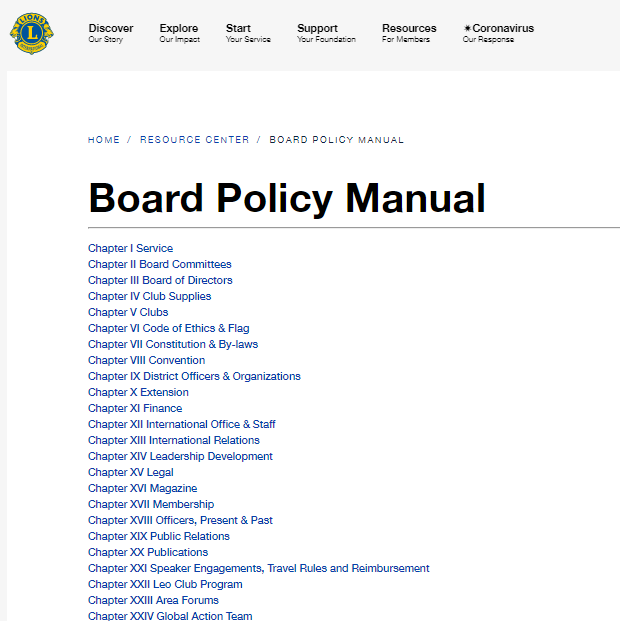 LIONS
L
INTERNATIONAL
Discover Explore Start Support Resources ✶Coronavirus
Our Story Our Impact Your Service Your Foundation For Members Our Response
HOME / RESOURCE CENTER / BOARD POLICY MANUAL
Board Policy Manual
Chapter I Service
Chapter II Board Committees
Chapter III Board of Directors
Chapter IV Club Supplies
Chapter V Clubs
Chapter VI Code of Ethics & Flag
Chapter VII Constitution & By-laws
Chapter VIII Convention
Chapter IX District Officers & Organizations
Chapter X Extension
Chapter XI Finance
Chapter XII International Office & Staff
Chapter XIII International Relations
Chapter XIV Leadership Development
Chapter XV Legal
Chapter XVI Magazine
Chapter XVII Membership
Chapter XVIII Officers, Present & Past
Chapter XIX Public Relations
Chapter XX Publications
Chapter XXI Speaker Engagements, Travel Rules and Reimbursement
Chapter XXII Leo Club Program
Chapter XXIII Area Forums
Chapter XXIV Global Action Team